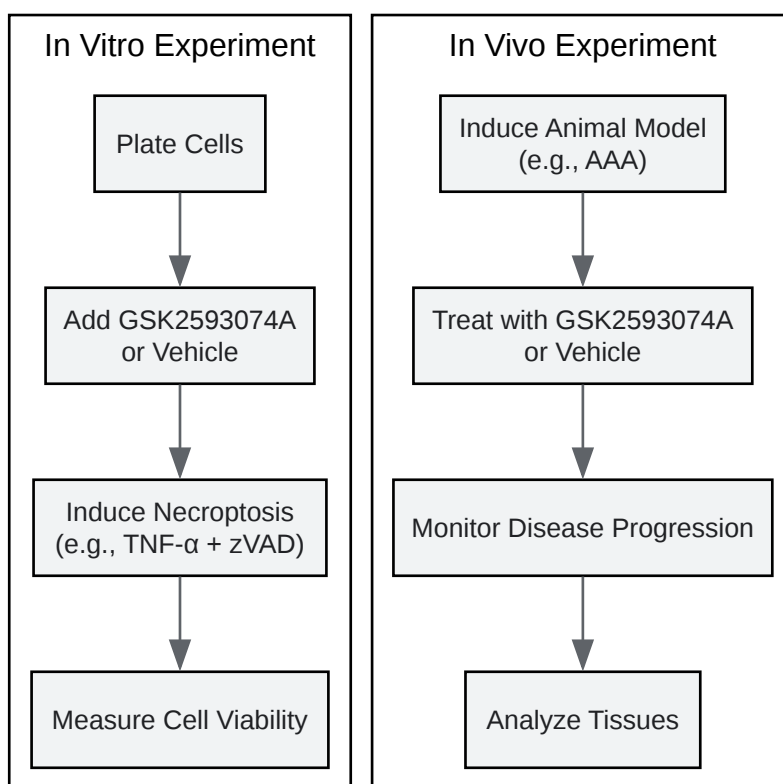 In Vitro Experiment
Plate Cells
Add GSK2593074A
or Vehicle
Induce Necroptosis
(e.g., TNF-α + zVAD)
Measure Cell Viability
In Vivo Experiment
Induce Animal Model
(e.g., AAA)
Treat with GSK2593074A
or Vehicle
Monitor Disease Progression
Analyze Tissues